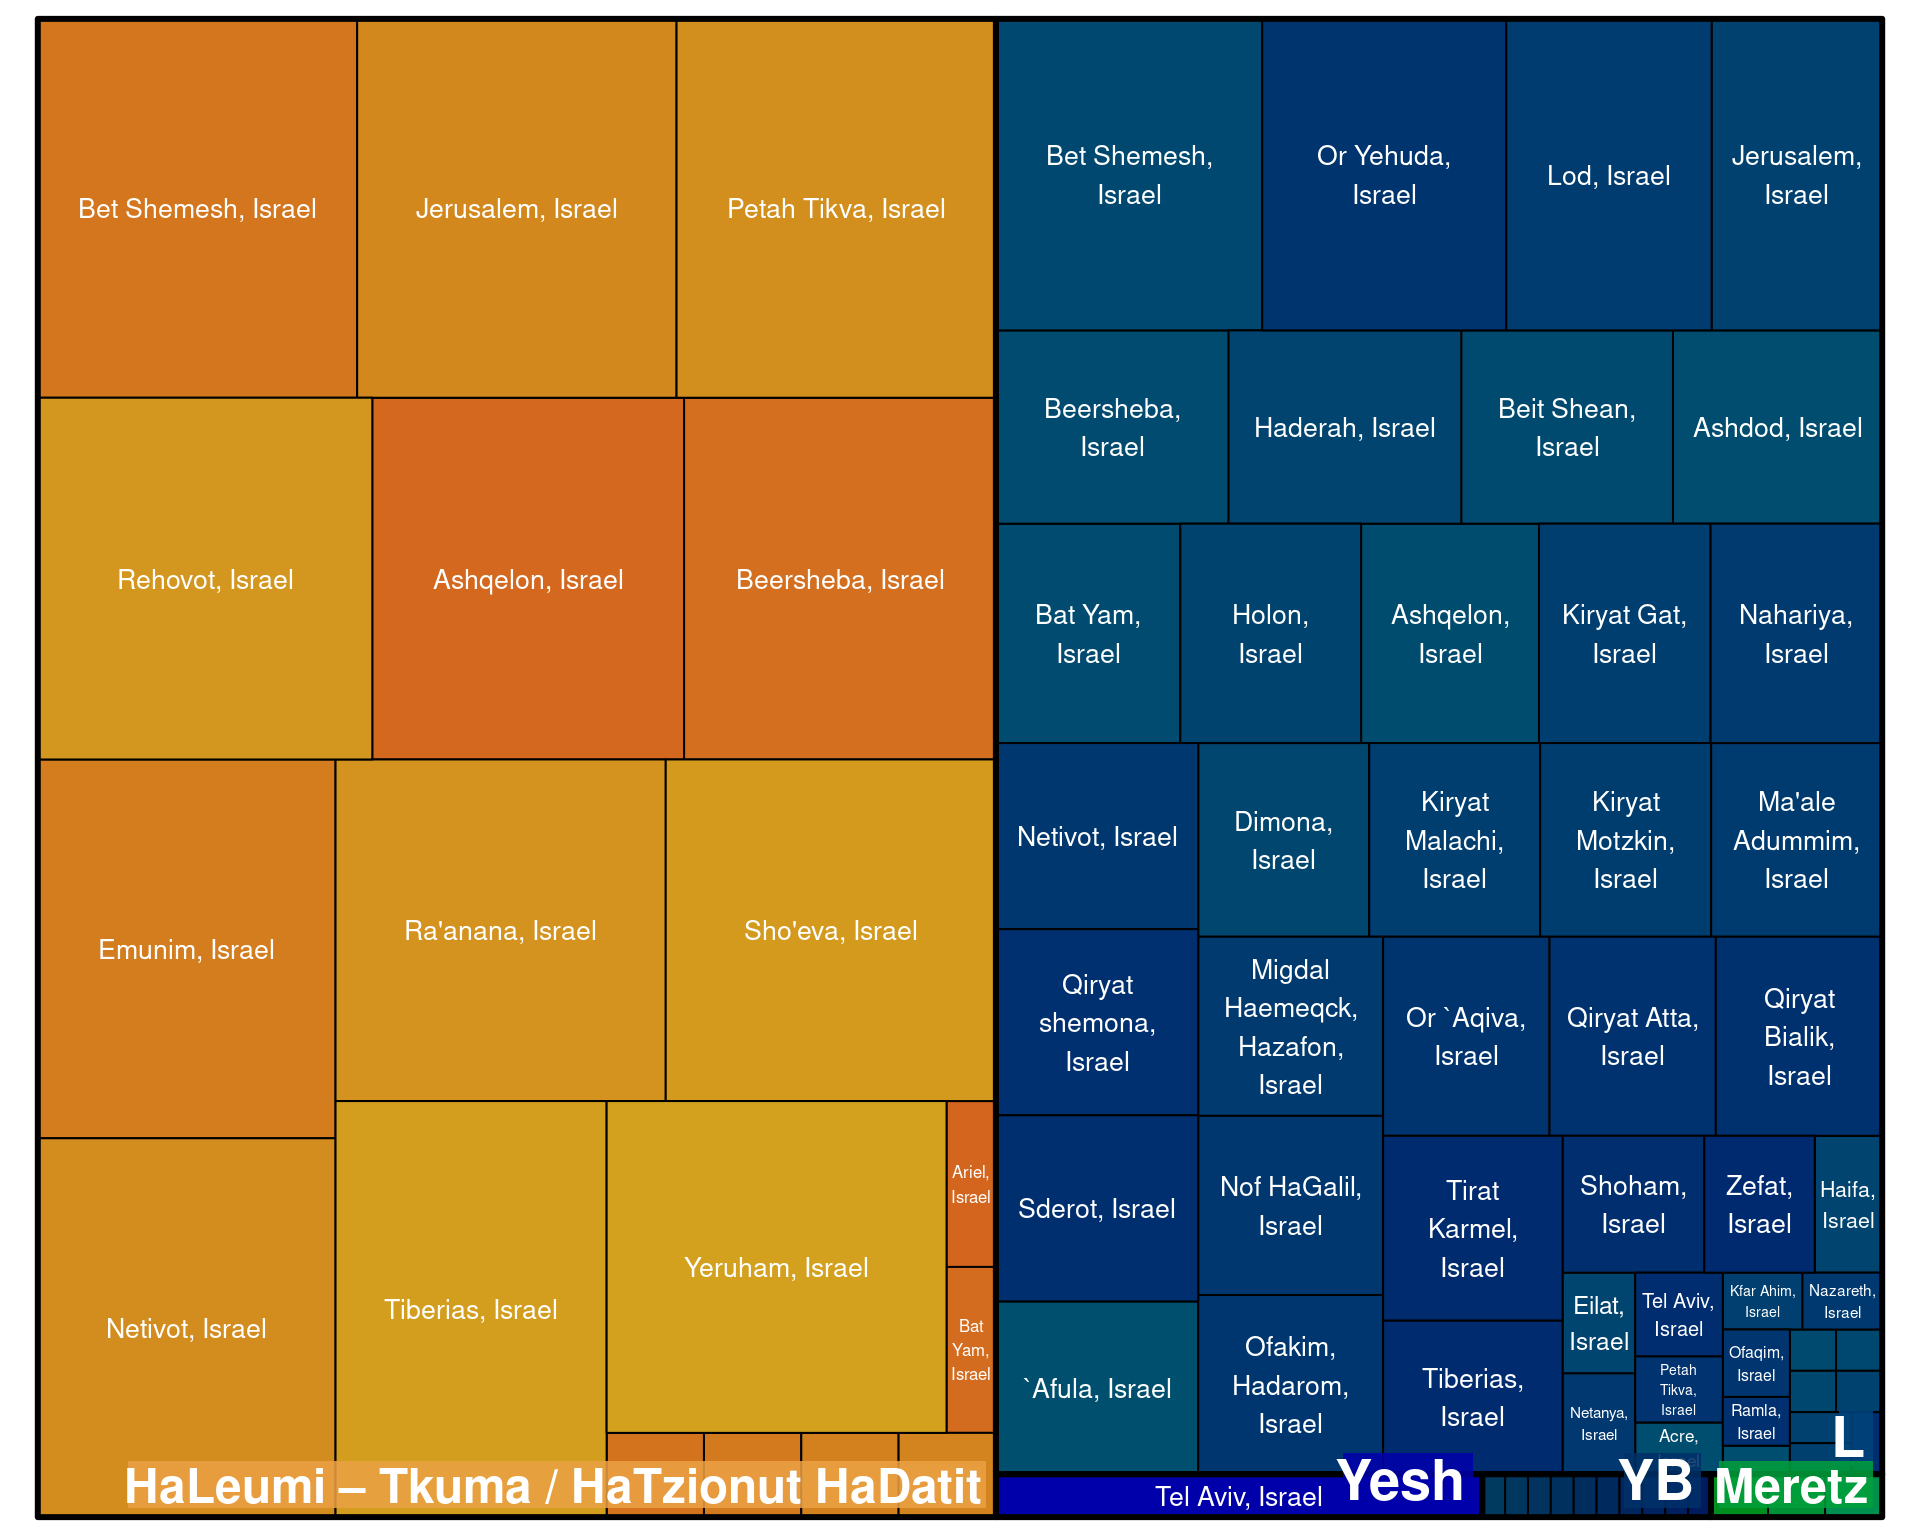 Bet Shemesh, Israel
Jerusalem, Israel
Petah Tikva, Israel
Rehovot, Israel
Ashqelon, Israel
Beersheba, Israel
Emunim, Israel
Ra'anana, Israel
Sho'eva, Israel
Netivot, Israel
Tiberias, Israel
Yeruham, Israel
Ariel,
Israel
Bat
Yam,
Israel
HaLeumi – Tkuma / HaTzionut HaDatit
Bet Shemesh,
Israel
Or Yehuda,
Israel
Lod, Israel
Jerusalem,
Israel
Beersheba,
Israel
Haderah, Israel
Beit Shean,
Israel
Ashdod, Israel
Bat Yam,
Israel
Holon,
Israel
Ashqelon,
Israel
Kiryat Gat,
Israel
Nahariya,
Israel
Netivot, Israel
Dimona,
Israel
Kiryat
Malachi,
Israel
Kiryat
Motzkin,
Israel
Ma'ale
Adummim,
Israel
Qiryat
shemona,
Israel
Migdal
Haemeqck,
Hazafon,
Israel
Or `Aqiva,
Israel
Qiryat Atta,
Israel
Qiryat
Bialik,
Israel
Sderot, Israel
Nof HaGalil,
Israel
Tirat
Karmel,
Israel
Shoham,
Israel
Zefat,
Israel
Haifa,
Israel
`Afula, Israel
Ofakim,
Hadarom,
Israel
Tiberias,
Israel
Eilat,
Israel
Tel Aviv,
Israel
Kfar Ahim,
Israel
Nazareth,
Israel
Netanya,
Israel
Petah
Tikva,
Israel
Ofaqim,
Israel
Ramla,
Israel
Acre,
L
Tel Aviv, Israel
Yesh
YB
Meretz